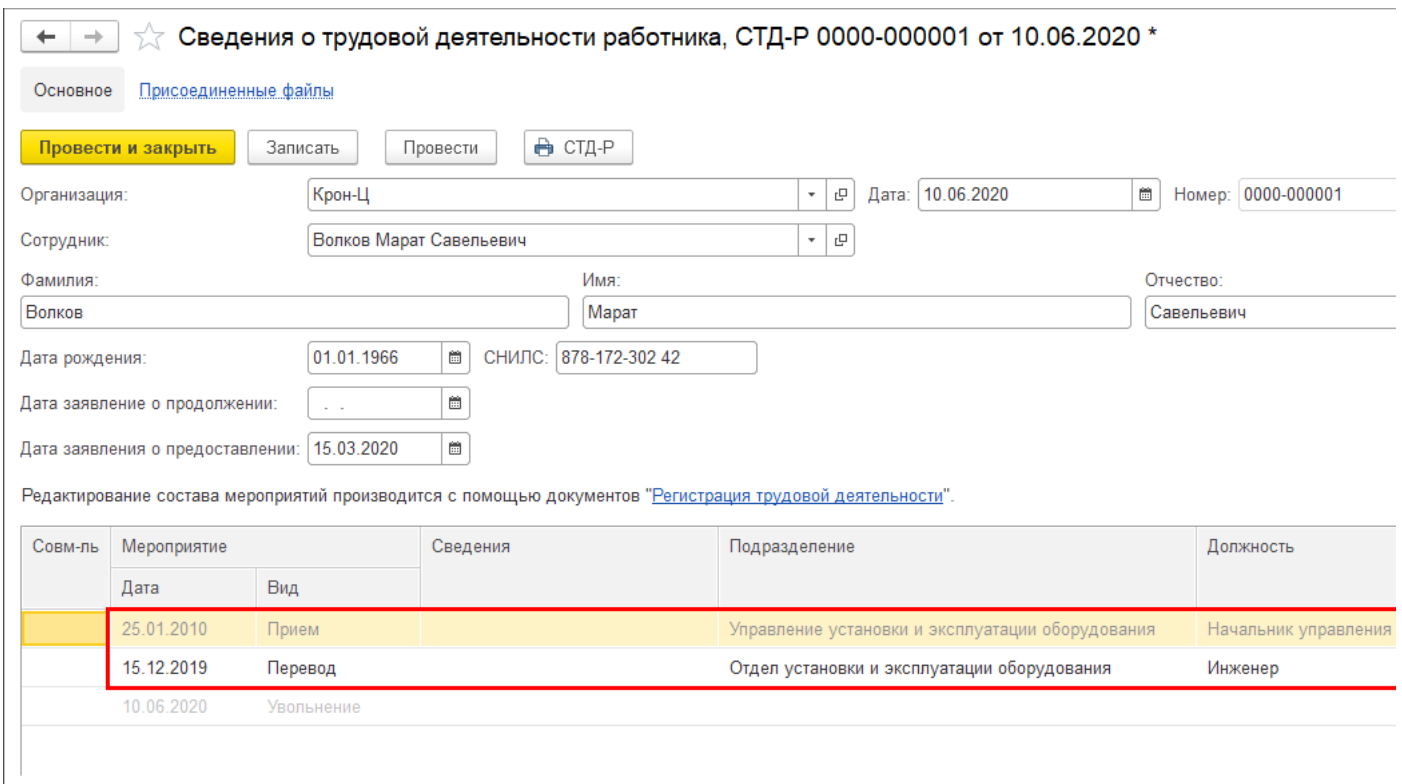 Сведения о трудовой деятельности работника, СТД-Р 0000-000001 от 10.06.2020 *
Основное Присоединенные файлы
Провести и закрыть Записать Провести СТД-Р
Организация: Крон-Ц Дата: 10.06.2020 Номер: 0000-000001
Сотрудник: Волков Марат Савельевич
Фамилия: Имя: Отчество:
Волков Марат Савельевич
Дата рождения: 01.01.1966 СНИЛС: 878-172-302 42
Дата заявление о продолжении: . .
Дата заявления о предоставлении: 15.03.2020
Редактирование состава мероприятий производится с помощью документов "Регистрация трудовой деятельности".
Совм-ль Мероприятие Сведения Подразделение Должность
Дата Вид
25.01.2010 Прием Управление установки и эксплуатации оборудования Начальник управления
15.12.2019 Перевод Отдел установки и эксплуатации оборудования Инженер
10.06.2020 Увольнение